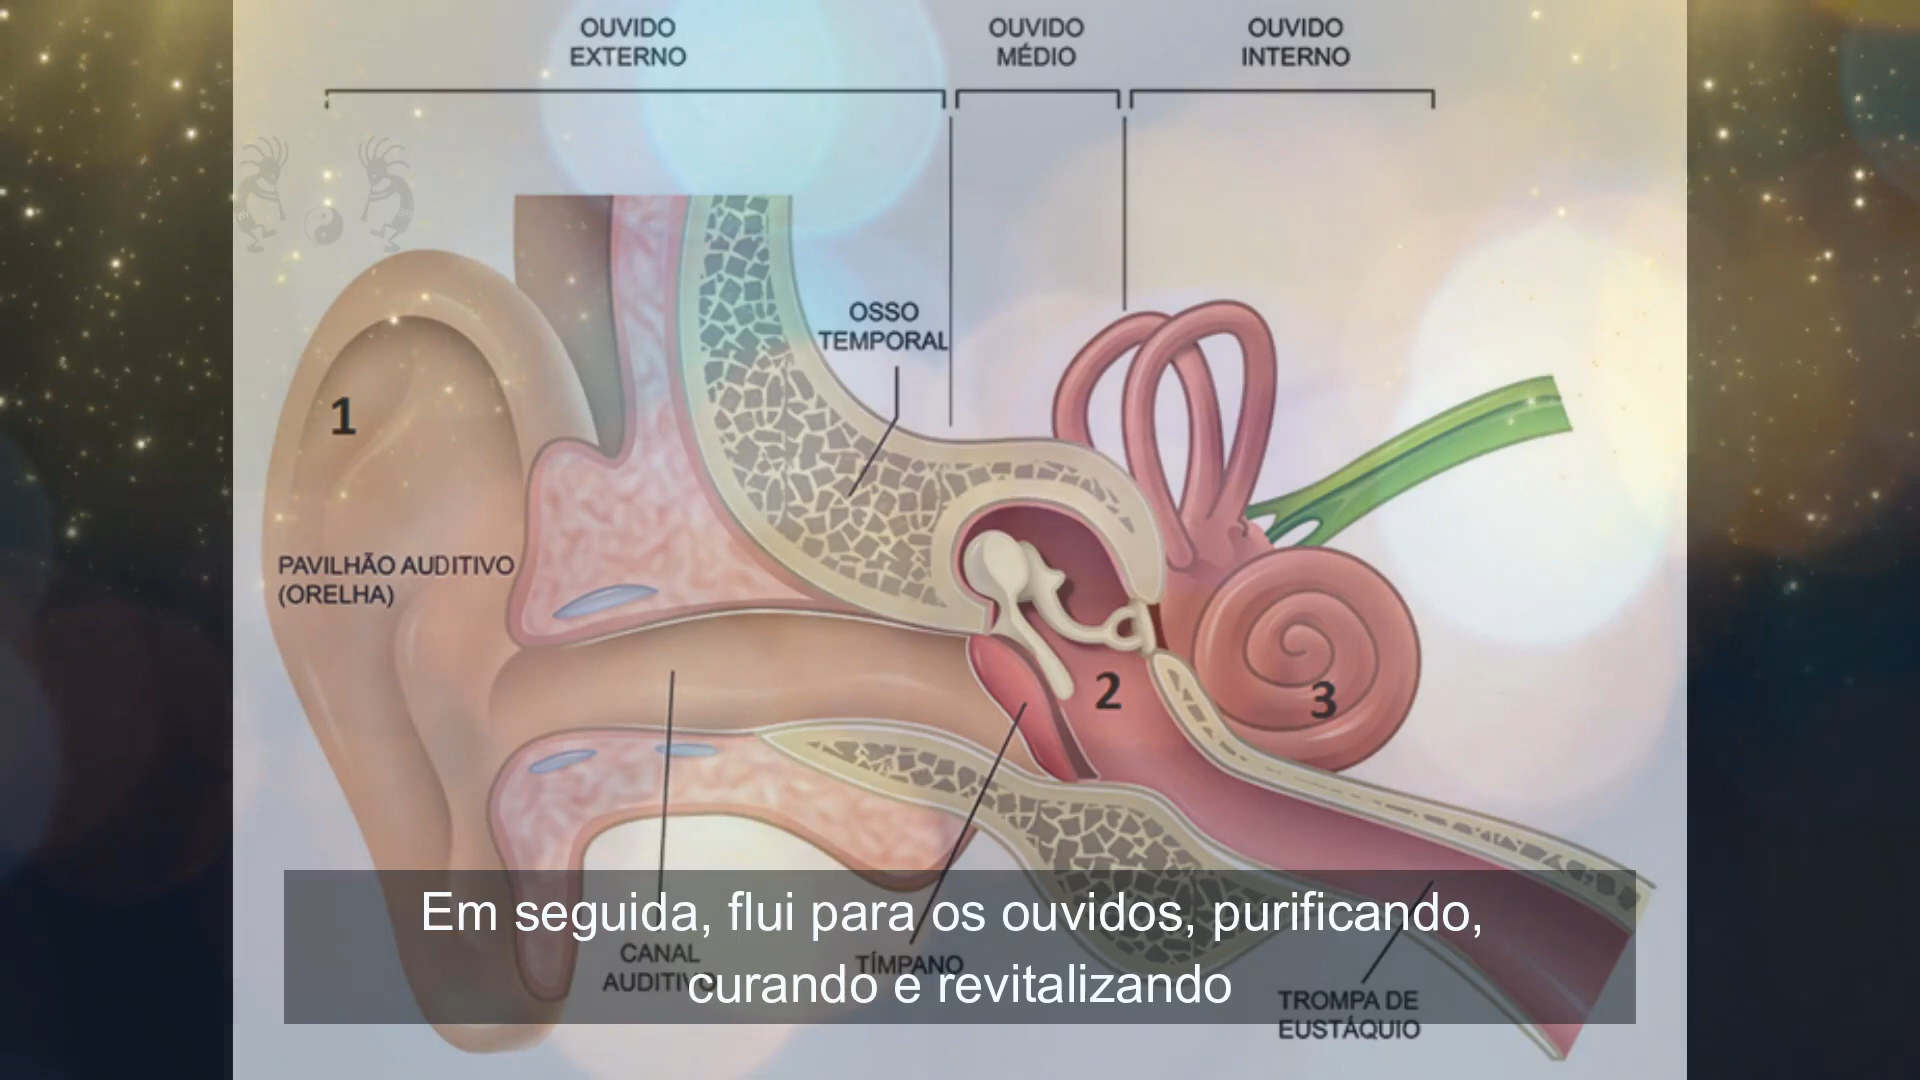 OUVIDO
EXTERNO
OUVIDO
MÉDIO
OUVIDO
INTERNO
OSSO
TEMPORAL
1
PAVILHÃO AUDITIVO
(ORELHA)
2
3
Em seguida, flui para os ouvidos, purificando,
curando e revitalizando
CANAL
AUDITIVO
TÍMPANO
TROMPA DE
EUSTÁQUIO